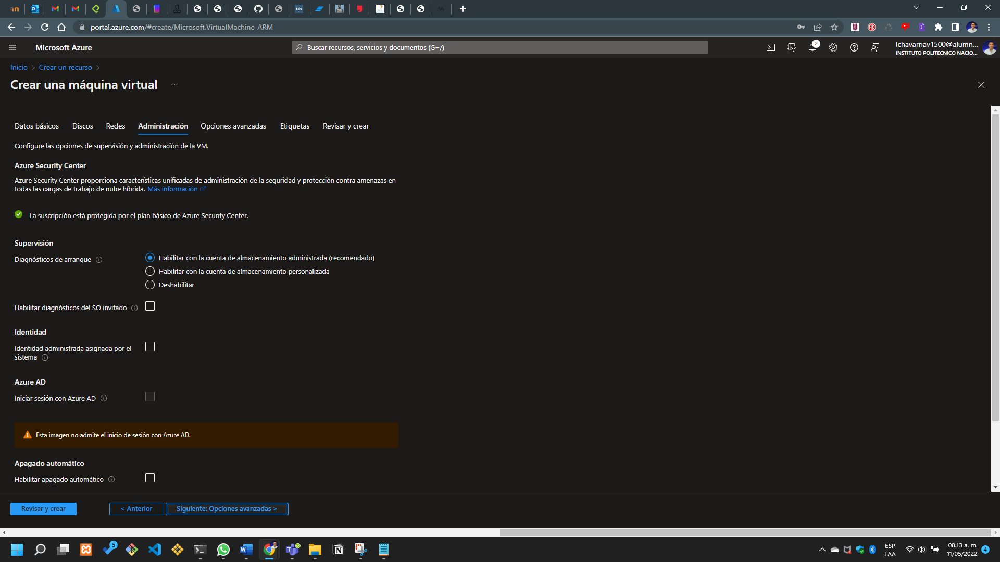 portal.azure.com/#create/Microsoft.VirtualMachine-ARM
Microsoft Azure
Buscar recursos, servicios y documentos (G+/)
2
lchavarriav1500@alumn...
INSTITUTO POLITECNICO NACIO...
Inicio > Crear un recurso >
Crear una máquina virtual ...
Datos básicos Discos Redes Administración Opciones avanzadas Etiquetas Revisar y crear
Configure las opciones de supervisión y administración de la VM.
Azure Security Center
Azure Security Center proporciona características unificadas de administración de la seguridad y protección contra amenazas en
todas las cargas de trabajo de nube híbrida. Más información
La suscripción está protegida por el plan básico de Azure Security Center.
Supervisión
Diagnósticos de arranque
Habilitar con la cuenta de almacenamiento administrada (recomendado)
Habilitar con la cuenta de almacenamiento personalizada
Deshabilitar
Habilitar diagnósticos del SO invitado
Identidad
Identidad administrada asignada por el
sistema
Azure AD
Iniciar sesión con Azure AD
Esta imagen no admite el inicio de sesión con Azure AD.
Apagado automático
Habilitar apagado automático
Revisar y crear
< Anterior
Siguiente: Opciones avanzadas >
5
ESP
LAA
08:13 a. m.
11/05/2022
4